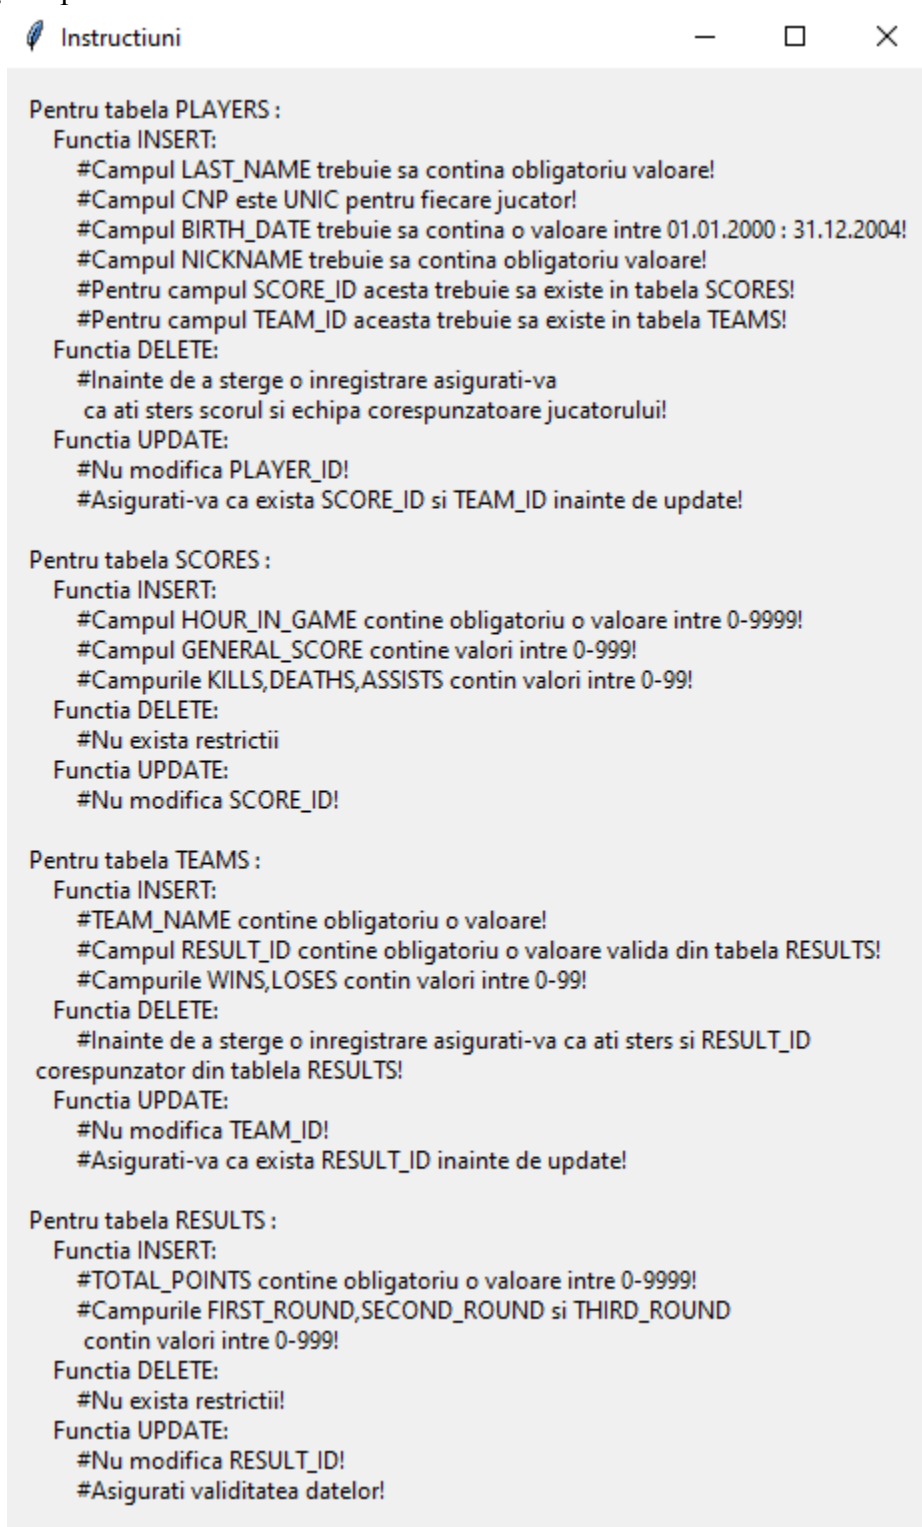 Instructiuni
Pentru tabela PLAYERS :
Functia INSERT:
#Campul LAST_NAME trebuie sa contina obligatoriu valoare!
#Campul CNP este UNIC pentru fiecare jucator!
#Campul BIRTH_DATE trebuie sa contina o valoare intre 01.01.2000 : 31.12.2004!
#Campul NICKNAME trebuie sa contina obligatoriu valoare!
#Pentru campul SCORE_ID acesta trebuie sa existe in tabela SCORES!
#Pentru campul TEAM_ID aceasta trebuie sa existe in tabela TEAMS!
Functia DELETE:
#Inainte de a sterge o inregistrare asigurati-va
ca ati sters scorul si echipa corespunzatoare jucatorului!
Functia UPDATE:
#Nu modifica PLAYER_ID!
#Asigurati-va ca exista SCORE_ID si TEAM_ID inainte de update!
Pentru tabela SCORES :
Functia INSERT:
#Campul HOUR_IN_GAME contine obligatoriu o valoare intre 0-9999!
#Campul GENERAL_SCORE contine valori intre 0-999!
#Campurile KILLS,DEATHS,ASSISTS contin valori intre 0-99!
Functia DELETE:
#Nu exista restrictii
Functia UPDATE:
#Nu modifica SCORE_ID!
Pentru tabela TEAMS :
Functia INSERT:
#TEAM_NAME contine obligatoriu o valoare!
#Campul RESULT_ID contine obligatoriu o valoare valida din tabela RESULTS!
#Campurile WINS,LOSES contin valori intre 0-99!
Functia DELETE:
#Inainte de a sterge o inregistrare asigurati-va ca ati sters si RESULT_ID
corespunzator din tablela RESULTS!
Functia UPDATE:
#Nu modifica TEAM_ID!
#Asigurati-va ca exista RESULT_ID inainte de update!
Pentru tabela RESULTS :
Functia INSERT:
#TOTAL_POINTS contine obligatoriu o valoare intre 0-9999!
#Campurile FIRST_ROUND,SECOND_ROUND si THIRD_ROUND
contin valori intre 0-999!
Functia DELETE:
#Nu exista restrictii!
Functia UPDATE:
#Nu modifica RESULT_ID!
#Asigurati validitatea datelor!